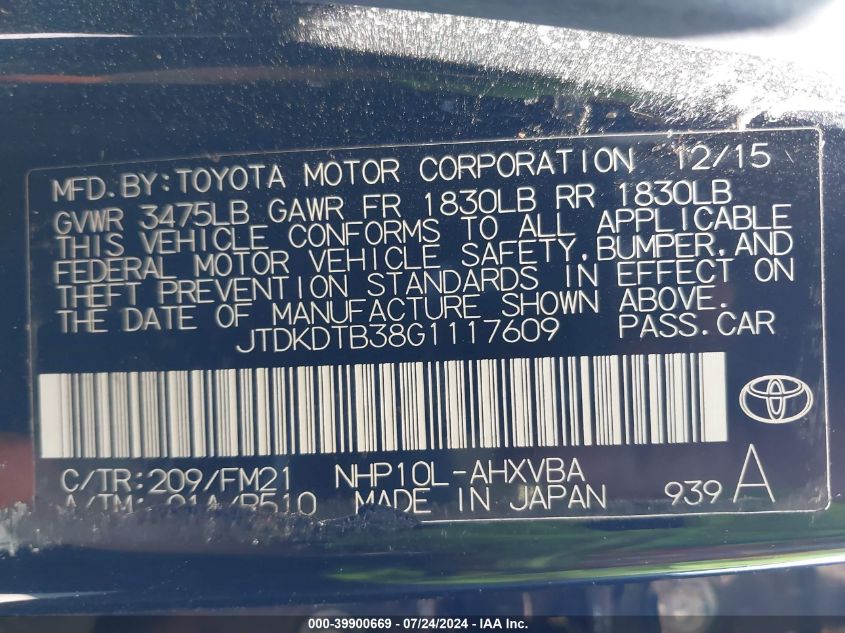 MFD.BY:TOYOTA MOTOR CORPORATION 12/15
GVWR 3475LB GAWR FR 1830LB RR 1830LB
THIS VEHICLE CONFORMS TO ALL APPLICABLE
FEDERAL MOTOR VEHICLE SAFETY,BUMPER,AND
THEFT PREVENTION STANDARDS IN EFFECT ON
THE DATE OF MANUFACTURE SHOWN ABOVE.
JTDKDTB38G1117609 PASS.CAR
C/TR:209/FM21 NHP10L-AHXVBA
A/TM: 01A/P510 MADE IN JAPAN 939 A
000-39900669 / 07/24/2024 - IAA Inc.